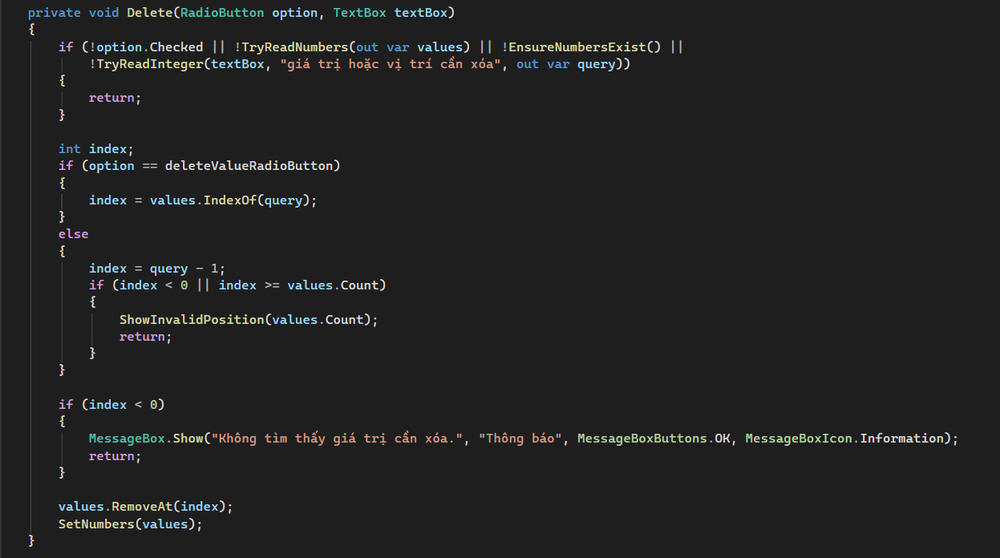 private void Delete(RadioButton option, TextBox textBox)
{
if (!option.Checked || !TryReadNumbers(out var values) || !EnsureNumbersExist() ||
!TryReadInteger(textBox, "giá trị hoặc vị trí cần xóa", out var query))
{
return;
}
int index;
if (option == deleteValueRadioButton)
{
index = values.IndexOf(query);
}
else
{
index = query - 1;
if (index < 0 || index >= values.Count)
{
ShowInvalidPosition(values.Count);
return;
}
}
if (index < 0)
{
MessageBox.Show("Không tìm thấy giá trị cần xóa.", "Thông báo", MessageBoxButtons.OK, MessageBoxIcon.Information);
return;
}
values.RemoveAt(index);
SetNumbers(values);
}